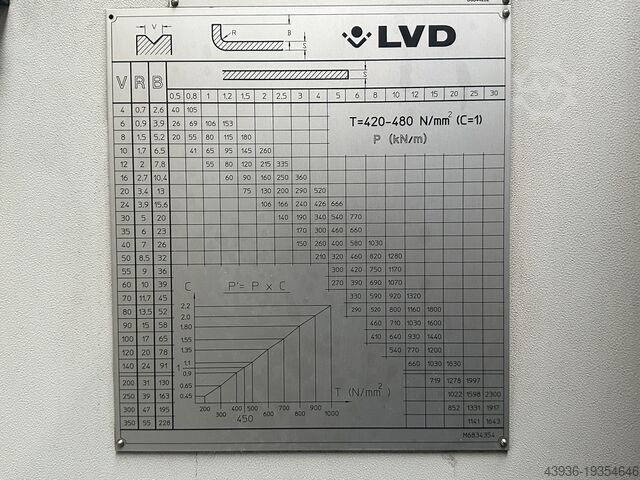 V
R
B
S
LVD
S
V R B
0,5 0,8 1 1,2 1,5 2 2,5 3 4 5 6 8 10 12 15 20 25 30
4 0,7 2,6 40 105
6 0,9 3,9 26 69 106 153
8 1,5 5,2 20 55 80 115 180
10 1,7 6,5 41 65 95 145 260
12 2 7,8 55 80 120 215 335
16 2,7 10,4 60 90 160 250 360
20 3,4 13 75 130 200 290 520
24 3,9 15,6 106 166 240 426 666
30 5 20 140 190 340 540 770
35 6 23 170 300 460 660
40 7 26 150 260 400 580 1030
50 8,5 32 210 320 460 820 1280
55 9 36 300 420 750 1170
60 10 39 270 390 690 1070
70 11,7 45 330 590 920 1320
80 13,5 52 290 520 800 1160 1800
90 15 58 460 710 1030 1600
100 17 65 410 640 930 1440
120 20 78 540 770 1200
140 24 91 660 1030 1830
200 31 130 719 1278 1997
250 39 163 1022 1598 2300
300 47 195 852 1331 1917
350 55 228 1141 1643
T=420-480 N/mm² (C=1)
P (kN/m)
C P'= P x C
2,2
2,0
1.80
1.55
1.35
1.1
1
0.9
0.65
0.45
T (N/mm²)
200 300 400 500 600 700 800 900 1000
450
M6834354
43936-19354646